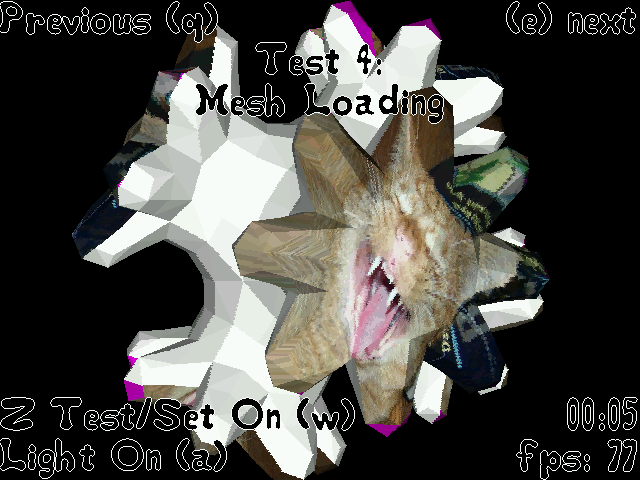 Previous (q)
(e) next
Test 4:
Mesh Loading
Z Test/Set On (w)
00:05
Light On (a)
fps: 77